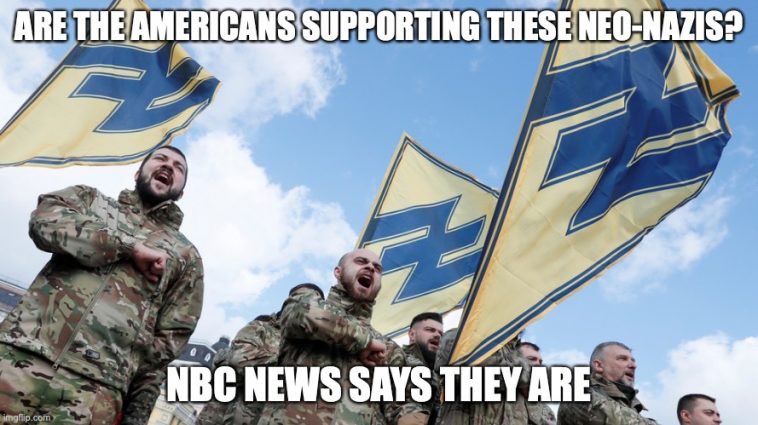 ARE THE AMERICANS SUPPORTING THESE NEO-NAZIS?
NBC NEWS SAYS THEY ARE
imgflip.com